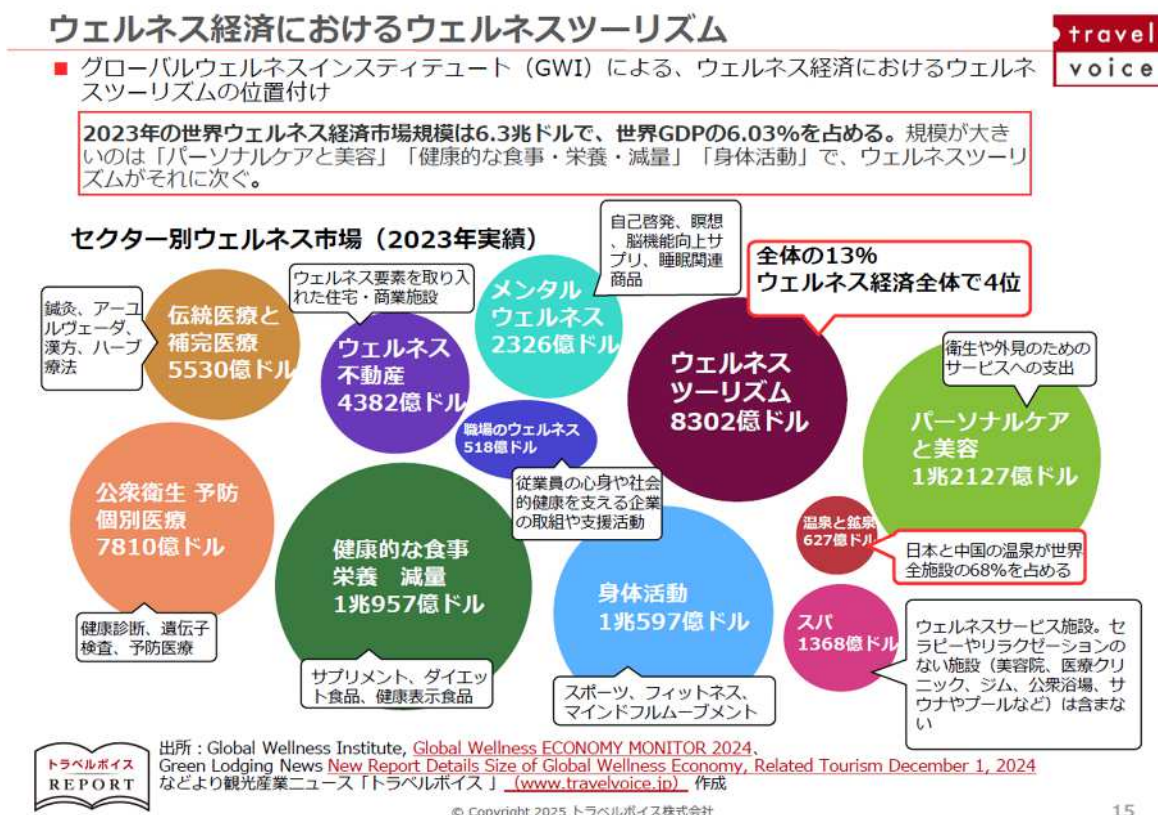 ウェルネス経済におけるウェルネスツーリズム
travel
voice
■ グローバルウェルネスインスティテュート（GWI）による、ウェルネス経済におけるウェルネ
スツーリズムの位置付け
2023年の世界ウェルネス経済市場規模は6.3兆ドルで、世界GDPの6.03%を占める。規模が大き
いのは「パーソナルケアと美容」「健康的な食事・栄養・減量」「身体活動」で、ウェルネスツーリ
ズムがそれに次ぐ。
セクター別ウェルネス市場（2023年実績）
鍼灸、アーユ
ルヴェーダ、
漢方、ハーブ
療法
伝統医療と
補完医療
5530億ドル
ウェルネス要素を取り入
れた住宅・商業施設
ウェルネス
不動産
4382億ドル
メンタル
ウェルネス
2326億ドル
自己啓発、瞑想
、脳機能向上サ
プリ、睡眠関連
商品
全体の13%
ウェルネス経済全体で4位
ウェルネス
ツーリズム
8302億ドル
衛生や外見のための
サービスへの支出
パーソナルケア
と美容
1兆2127億ドル
職場のウェルネス
518億ドル
従業員の心身や社会
的健康を支える企業
の取組や支援活動
公衆衛生 予防
個別医療
7810億ドル
健康診断、遺伝子
検査、予防医療
健康的な食事
栄養　減量
1兆957億ドル
サプリメント、ダイエッ
ト食品、健康表示食品
身体活動
1兆597億ドル
スポーツ、フィットネス、
マインドフルムーブメント
温泉と鉱泉
627億ドル
日本と中国の温泉が世界
全施設の68%を占める
スパ
1368億ドル
ウェルネスサービス施設。セ
ラピーやリラクゼーションの
ない施設（美容院、医療クリ
ニック、ジム、公衆浴場、サ
ウナやプールなど）は含まな
い
トラベルボイス
REPORT
出所：Global Wellness Institute, Global Wellness ECONOMY MONITOR 2024、
Green Lodging News New Report Details Size of Global Wellness Economy, Related Tourism December 1, 2024
などより観光産業ニュース「トラベルボイス 」（www.travelvoice.jp） 作成
© Copyright 2025 トラベルボイス株式会社
15